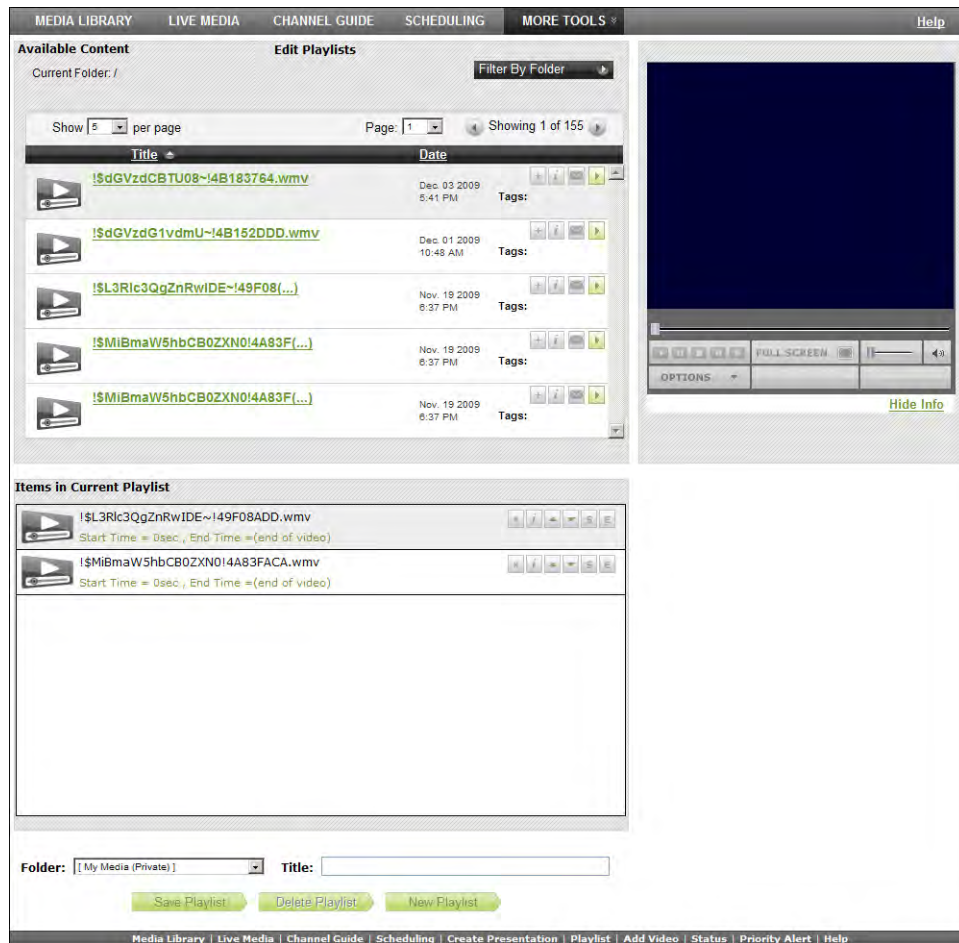 MEDIA LIBRARY LIVE MEDIA CHANNEL GUIDE SCHEDULING MORE TOOLS Help
Available Content Edit Playlists
Current Folder: / Filter By Folder
Show 5 per page Page: 1 Showing 1 of 155
Title Date
!$dGVzdCBTU08~!4B183764.wmv
Dec. 03 2009
5:41 PM Tags:
!$dGVzdG1vdmU~!4B152DDD.wmv
Dec. 01 2009
10:48 AM Tags:
!$L3Rlc3QgZnRwIDE~!49F08(...)
Nov. 19 2009
6:37 PM Tags:
!$MiBmaW5hbCB0ZXN0!4A83F(...)
Nov. 19 2009
6:37 PM Tags:
!$MiBmaW5hbCB0ZXN0!4A83F(...)
Nov. 19 2009
6:37 PM Tags:
FULL SCREEN
OPTIONS
Hide Info
Items in Current Playlist
!$L3Rlc3QgZnRwIDE~!49F08ADD.wmv
Start Time = 0sec , End Time =(end of video)
!$MiBmaW5hbCB0ZXN0!4A83FACA.wmv
Start Time = 0sec , End Time =(end of video)
Folder: [ My Media (Private) ] Title:
Save Playlist Delete Playlist New Playlist
Media Library | Live Media | Channel Guide | Scheduling | Create Presentation | Playlist | Add Video | Status | Priority Alert | Help